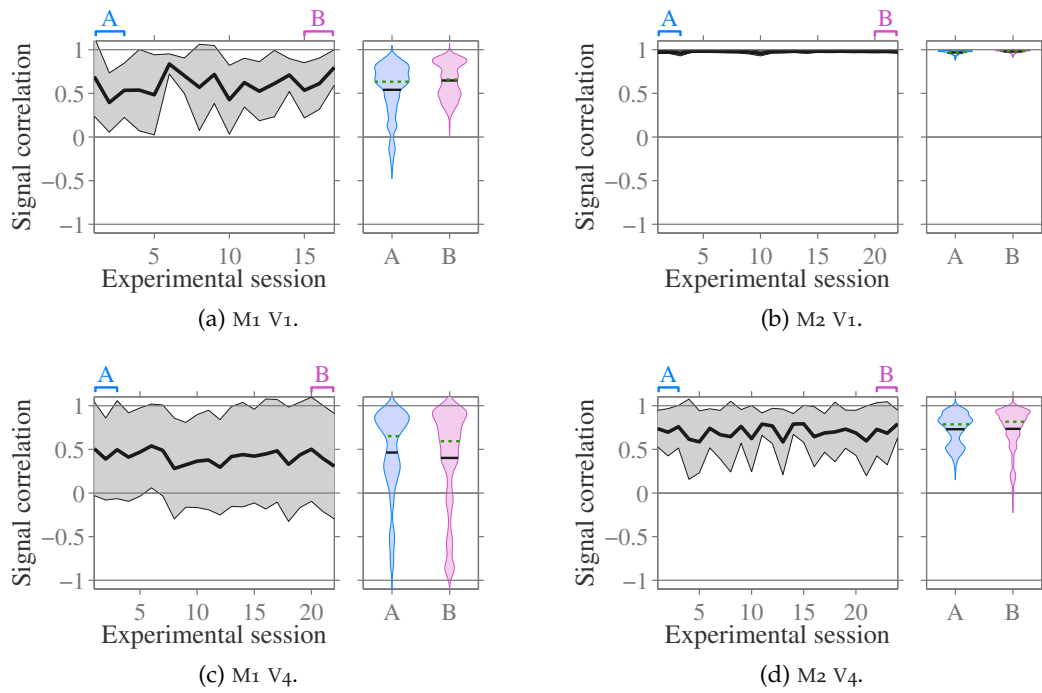 A B
Signal correlation
1
0.5
0
−0.5
−1
5 10 15
A B
Experimental session
(a) M1 V1.
A B
Signal correlation
1
0.5
0
−0.5
−1
5 10 15 20
A B
Experimental session
(b) M2 V1.
A B
Signal correlation
1
0.5
0
−0.5
−1
5 10 15 20
A B
Experimental session
(c) M1 V4.
A B
Signal correlation
1
0.5
0
−0.5
−1
5 10 15 20
A B
Experimental session
(d) M2 V4.